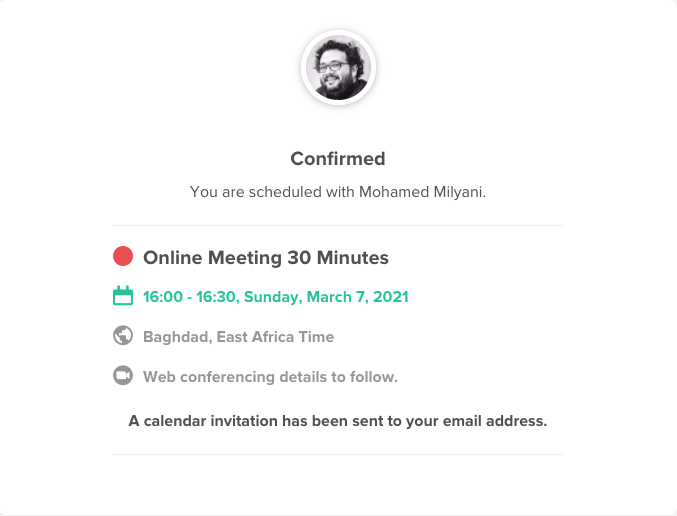 Confirmed
You are scheduled with Mohamed Milyani.
Online Meeting 30 Minutes
16:00 - 16:30, Sunday, March 7, 2021
Baghdad, East Africa Time
Web conferencing details to follow.
A calendar invitation has been sent to your email address.